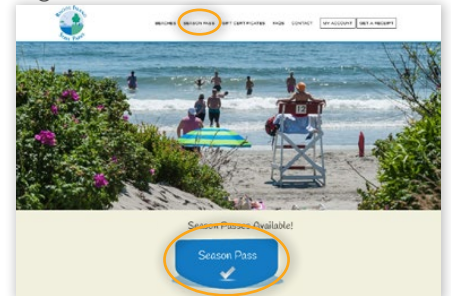 BEACHES SEASON PASS GIFT CERTIFICATES FAQS CONTACT MY ACCOUNT GET A RECEIPT
12
Season Passes Available!
Season Pass